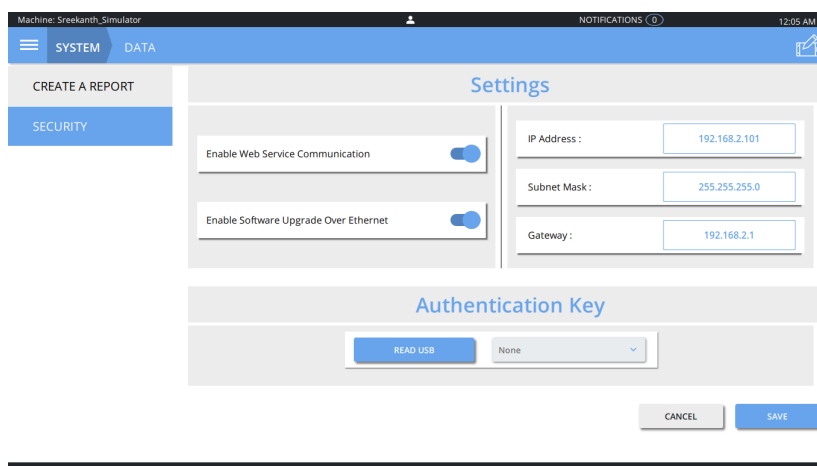 Machine: Sreekanth_Simulator NOTIFICATIONS 0 12:05 AM
SYSTEM DATA
CREATE A REPORT
SECURITY
Settings
Enable Web Service Communication
Enable Software Upgrade Over Ethernet
IP Address : 192.168.2.101
Subnet Mask : 255.255.255.0
Gateway : 192.168.2.1
Authentication Key
READ USB None
CANCEL SAVE